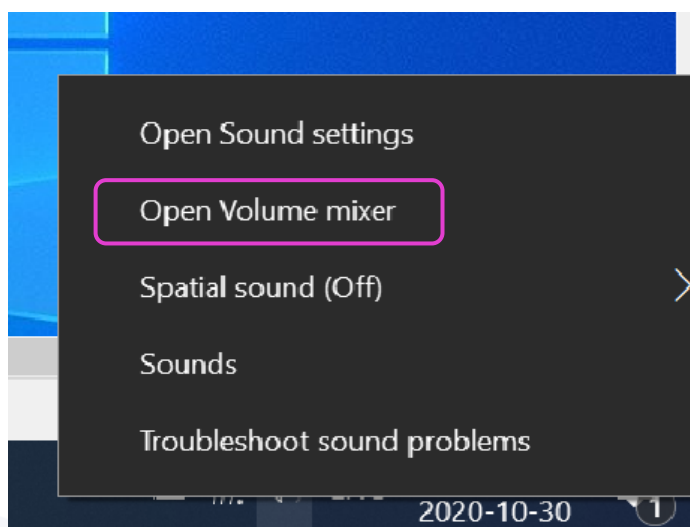 Open Sound settings
Open Volume mixer
Spatial sound (Off)
Sounds
Troubleshoot sound problems
2020-10-30
1